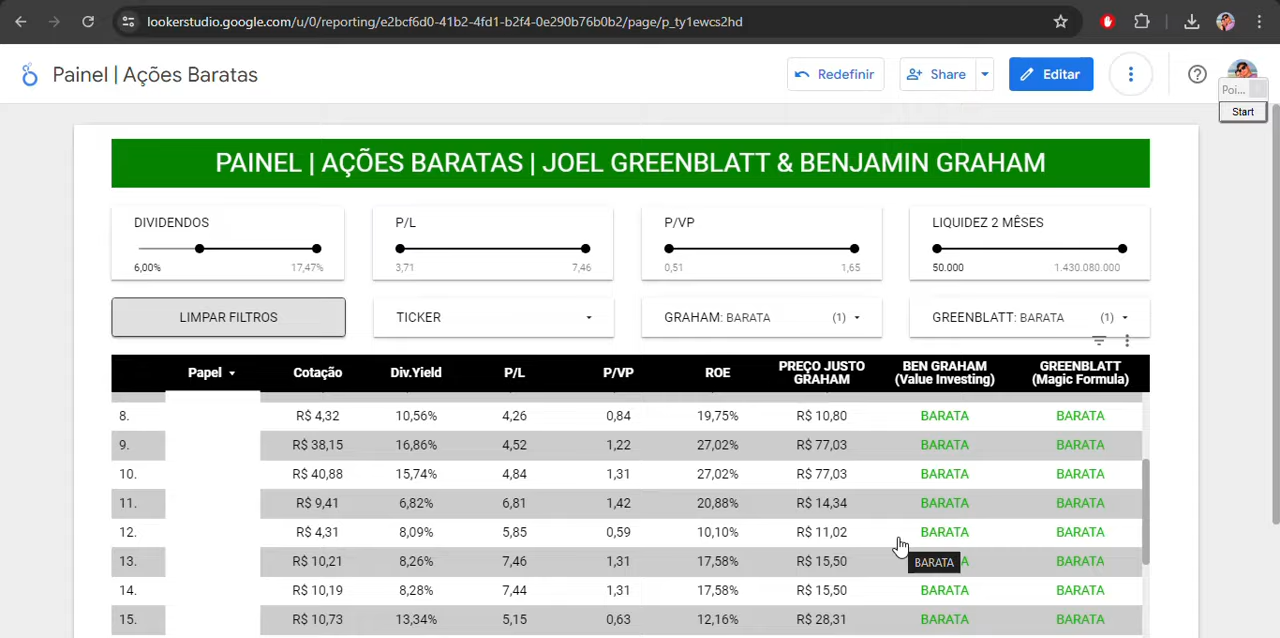 lookerstudio.google.com/u/0/reporting/e2bcf6d0-41b2-4fd1-b2f4-0e290b76b0b2/page/p_ty1ewcs2hd
Painel | Ações Baratas
Redefinir
Share
Editar
Poi...
Start
PAINEL | AÇÕES BARATAS | JOEL GREENBLATT & BENJAMIN GRAHAM
DIVIDENDOS P/L P/VP LIQUIDEZ 2 MÊSES
6,00% 17,47% 3,71 7,46 0,51 1,65 50.000 1.430.080.000
LIMPAR FILTROS TICKER GRAHAM: BARATA (1) GREENBLATT: BARATA (1)
Papel Cotação Div.Yield P/L P/VP ROE PREÇO JUSTO GRAHAM BEN GRAHAM (Value Investing) GREENBLATT (Magic Formula)
8. R$ 4,32 10,56% 4,26 0,84 19,75% R$ 10,80 BARATA BARATA
9. R$ 38,15 16,86% 4,52 1,22 27,02% R$ 77,03 BARATA BARATA
10. R$ 40,88 15,74% 4,84 1,31 27,02% R$ 77,03 BARATA BARATA
11. R$ 9,41 6,82% 6,81 1,42 20,88% R$ 14,34 BARATA BARATA
12. R$ 4,31 8,09% 5,85 0,59 10,10% R$ 11,02 BARATA BARATA
13. R$ 10,21 8,26% 7,46 1,31 17,58% R$ 15,50 BARATA BARATA
14. R$ 10,19 8,28% 7,44 1,31 17,58% R$ 15,50 BARATA BARATA
15. R$ 10,73 13,34% 5,15 0,63 12,16% R$ 28,31 BARATA BARATA